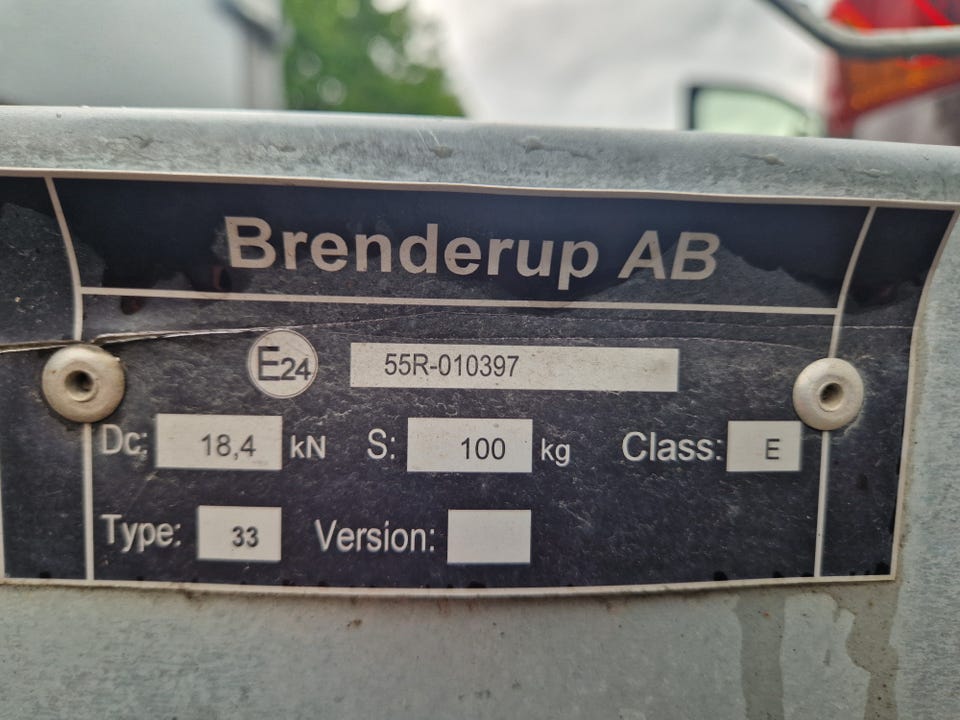 Brenderup AB
E24 55R-010397
Dc: 18,4 kN S: 100 kg Class: E
Type: 33 Version: